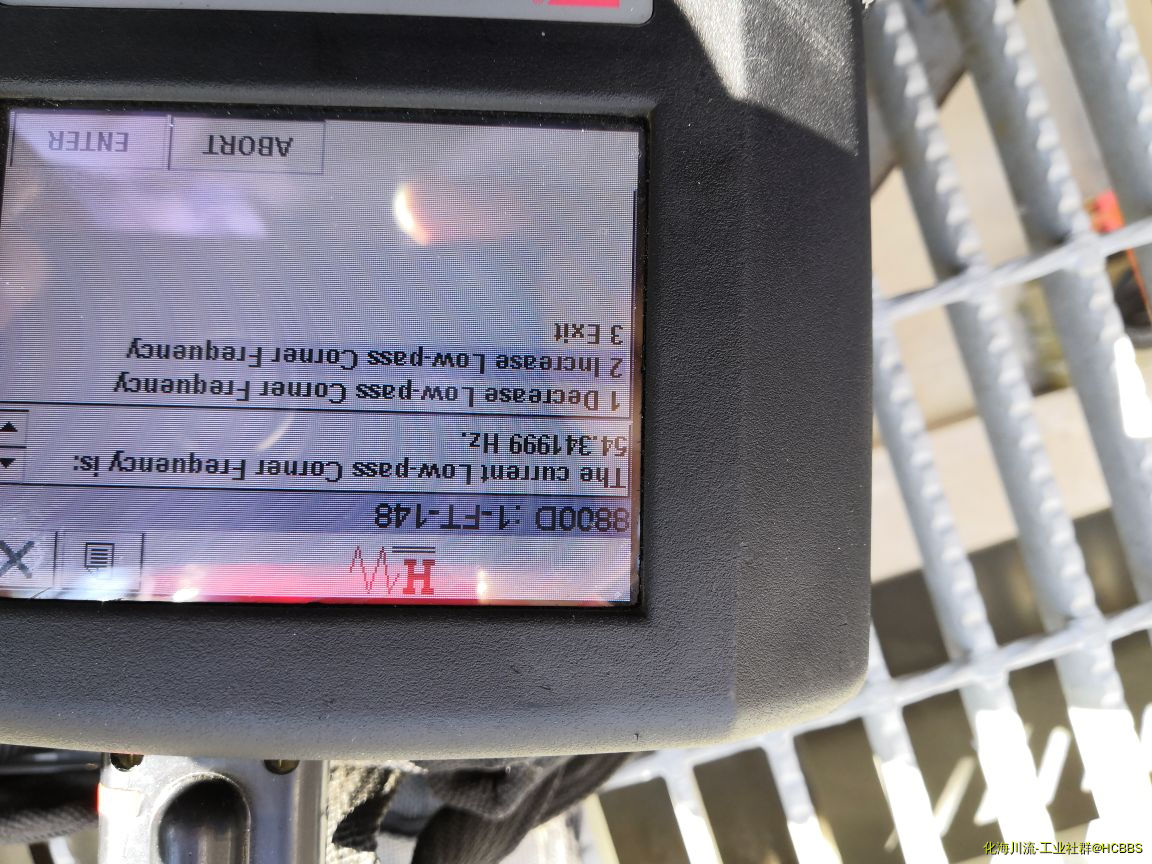 H
8800D :1-FT-148
The current Low-pass Corner Frequency is:
54.341999 Hz.
1 Decrease Low-pass Corner Frequency
2 Increase Low-pass Corner Frequency
3 Exit
ABORT
ENTER
化海川流-工业社群@HCBBS